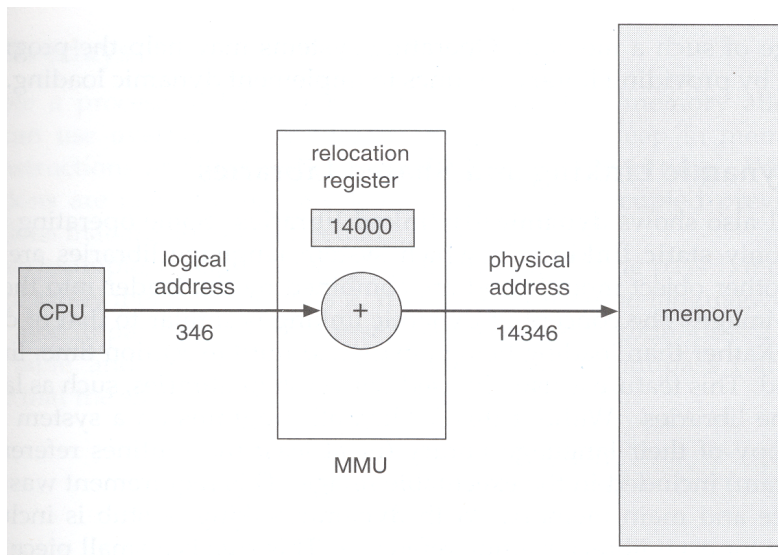 relocation
register
14000
logical
address
346
CPU
+
physical
address
14346
memory
MMU